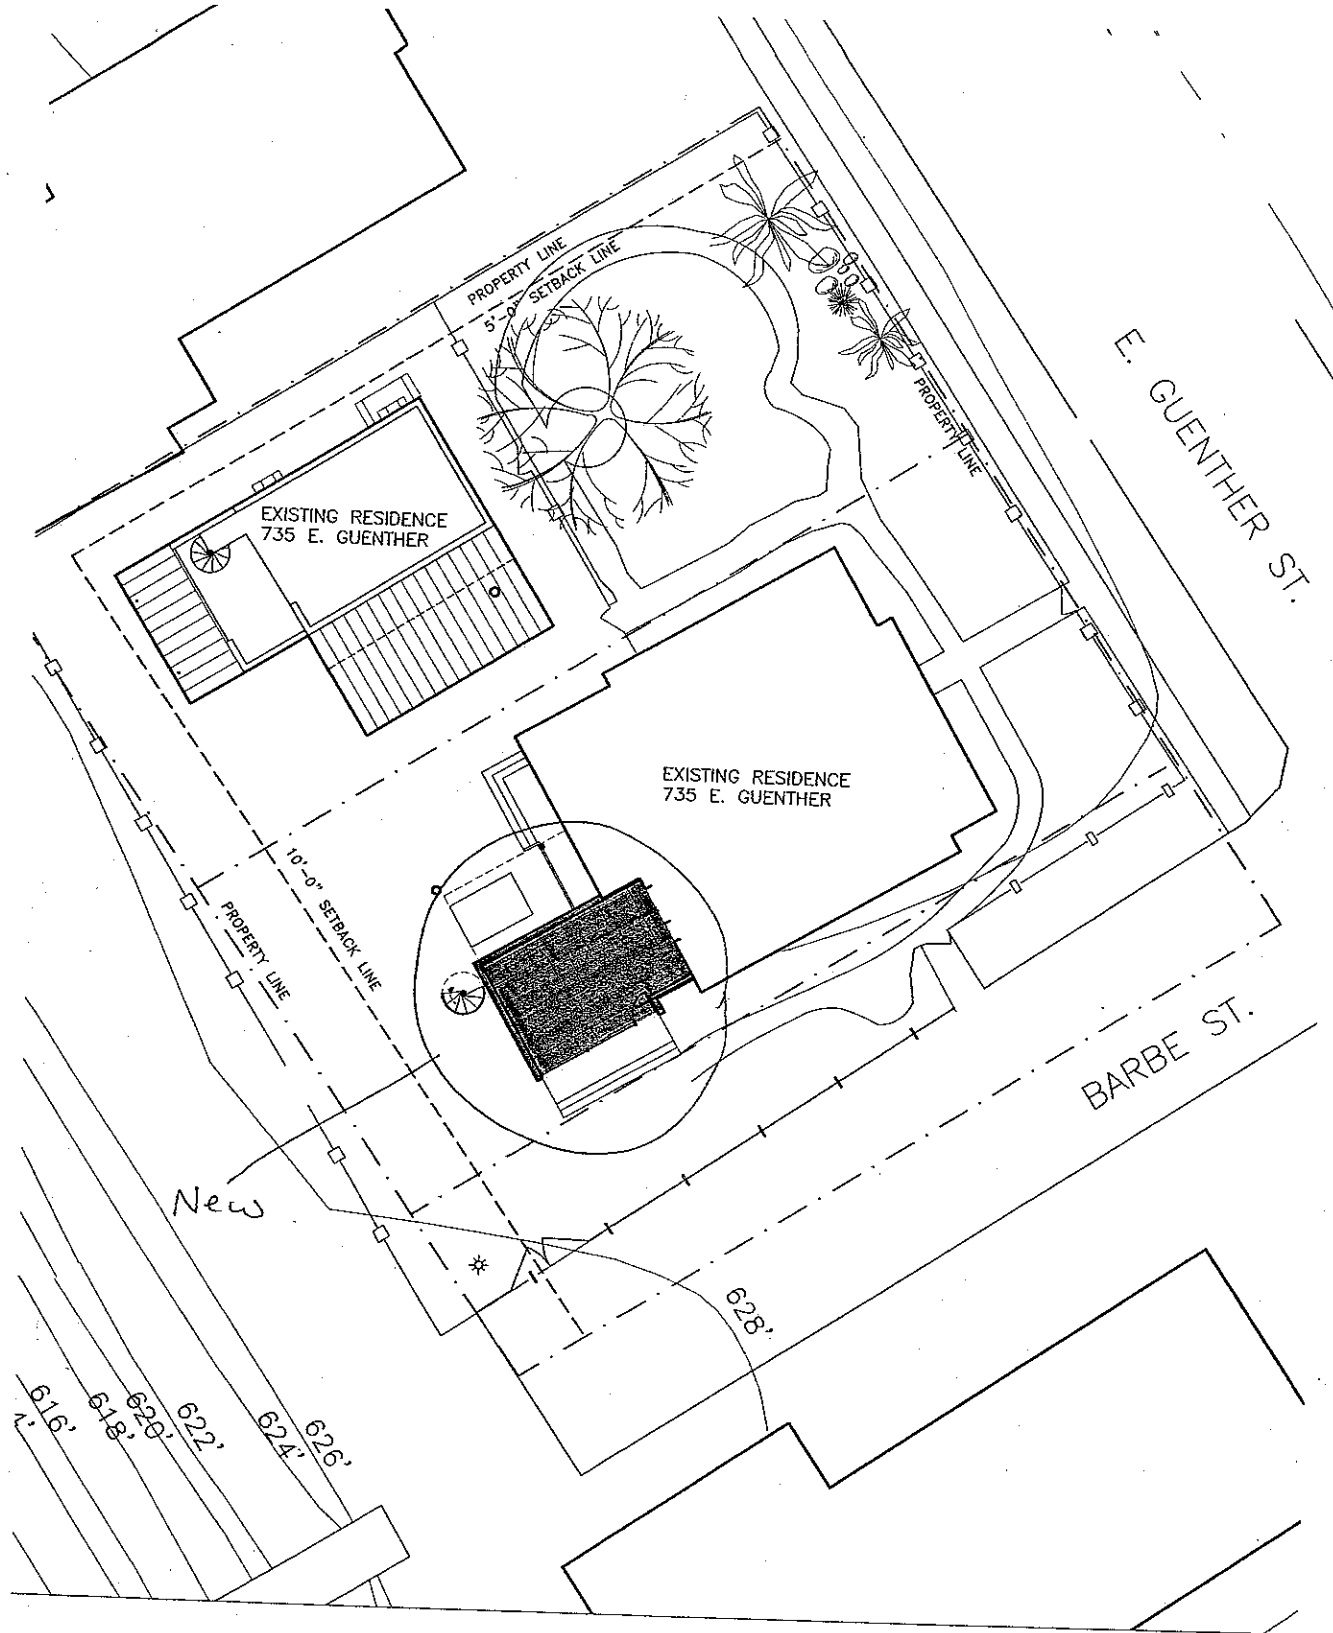 PROPERTY LINE
5'-0" SETBACK LINE
E. GUENTHER ST.
PROPERTY LINE
EXISTING RESIDENCE
735 E. GUENTHER
EXISTING RESIDENCE
735 E. GUENTHER
10'-0" SETBACK LINE
PROPERTY LINE
BARBE ST.
New
628'
616'
618'
620'
622'
624'
626'